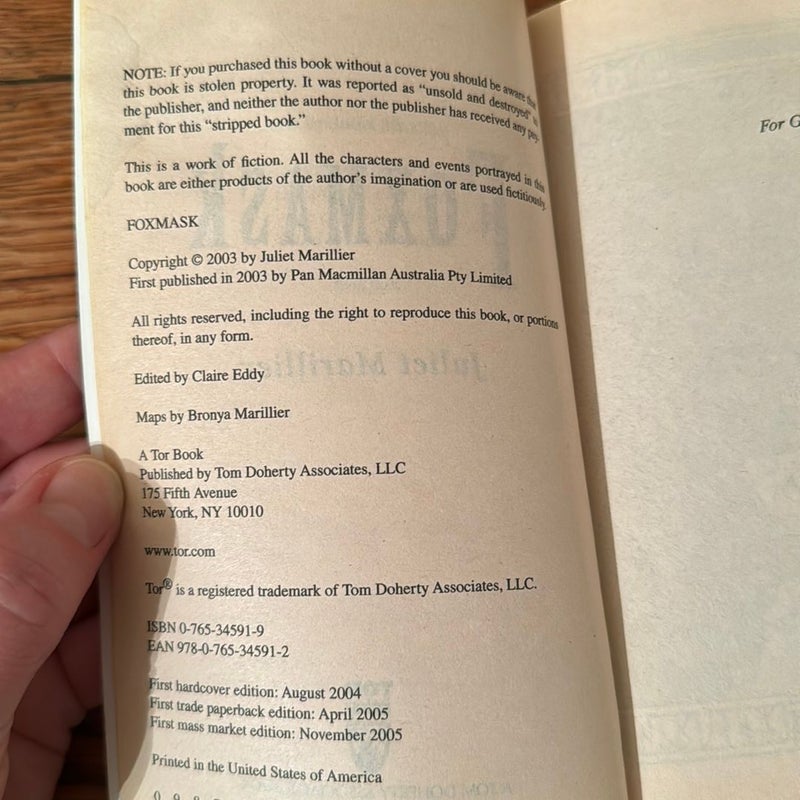 NOTE: If you purchased this book without a cover you should be aware that
this book is stolen property. It was reported as “unsold and destroyed” to
the publisher, and neither the author nor the publisher has received any pay-
ment for this “stripped book.”
This is a work of fiction. All the characters and events portrayed in this
book are either products of the author’s imagination or are used fictitiously.
FOXMASK
Copyright © 2003 by Juliet Marillier
First published in 2003 by Pan Macmillan Australia Pty Limited
All rights reserved, including the right to reproduce this book, or portions
thereof, in any form.
Edited by Claire Eddy
Maps by Bronya Marillier
A Tor Book
Published by Tom Doherty Associates, LLC
175 Fifth Avenue
New York, NY 10010
www.tor.com
Tor® is a registered trademark of Tom Doherty Associates, LLC.
ISBN 0-765-34591-9
EAN 978-0-765-34591-2
First hardcover edition: August 2004
First trade paperback edition: April 2005
First mass market edition: November 2005
Printed in the United States of America
0 9 8
For G